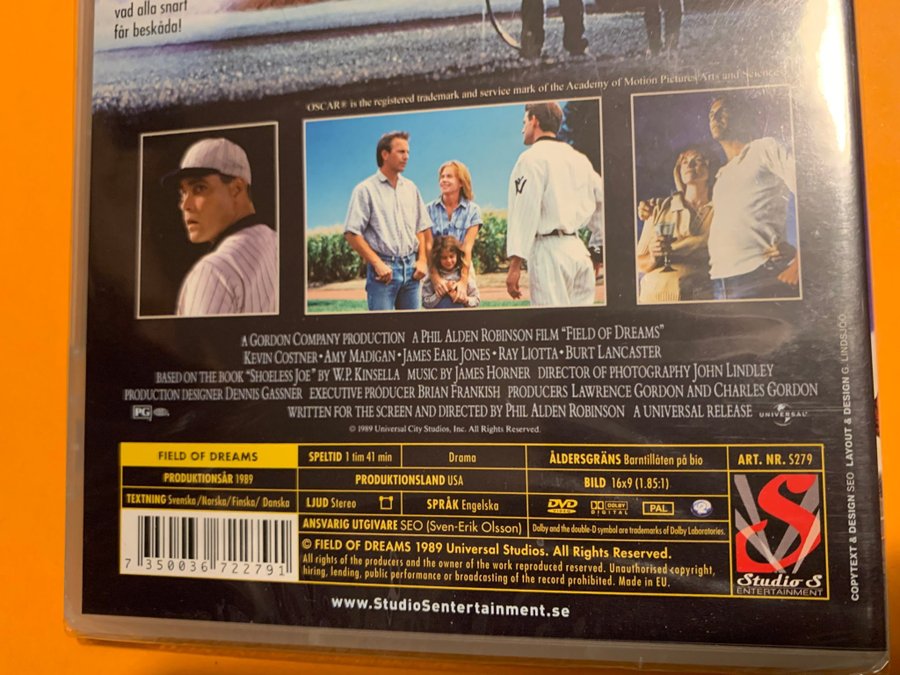 vad alla snart
får beskåda!
OSCAR® is the registered trademark and service mark of the Academy of Motion Pictures Arts and Sciences
A GORDON COMPANY PRODUCTION A PHIL ALDEN ROBINSON FILM "FIELD OF DREAMS"
KEVIN COSTNER • AMY MADIGAN • JAMES EARL JONES • RAY LIOTTA • BURT LANCASTER
BASED ON THE BOOK "SHOELESS JOE" BY W.P. KINSELLA MUSIC BY JAMES HORNER DIRECTOR OF PHOTOGRAPHY JOHN LINDLEY
PRODUCTION DESIGNER DENNIS GASSNER EXECUTIVE PRODUCER BRIAN FRANKISH PRODUCERS LAWRENCE GORDON AND CHARLES GORDON
PG WRITTEN FOR THE SCREEN AND DIRECTED BY PHIL ALDEN ROBINSON A UNIVERSAL RELEASE UNIVERSAL
© 1989 Universal City Studios, Inc. All Rights Reserved.
FIELD OF DREAMS SPELTID 1 tim 41 min Drama ÅLDERSGRÄNS Barntillåten på bio ART. NR. S279
PRODUKTIONSÅR 1989 PRODUKTIONSLAND USA BILD 16x9 (1.85:1)
TEXTNING Svenska/Norska/Finska/ Danska LJUD Stereo SPRÅK Engelska DVD VIDEO DOLBY DIGITAL PAL
ANSVARIG UTGIVARE SEO (Sven-Erik Olsson) Dolby and the double-D symbol are trademarks of Dolby Laboratories.
© FIELD OF DREAMS 1989 Universal Studios. All Rights Reserved.
All rights of the producers and the owner of the work reproduced reserved. Unauthorised copying,
hiring, lending, public performance or broadcasting of the record prohibited. Made in EU.
7 350036 722791
S
Studio S
ENTERTAINMENT
www.StudioSentertainment.se
COPYTEXT & DESIGN SEO LAYOUT & DESIGN G. LINDSJÖÖ